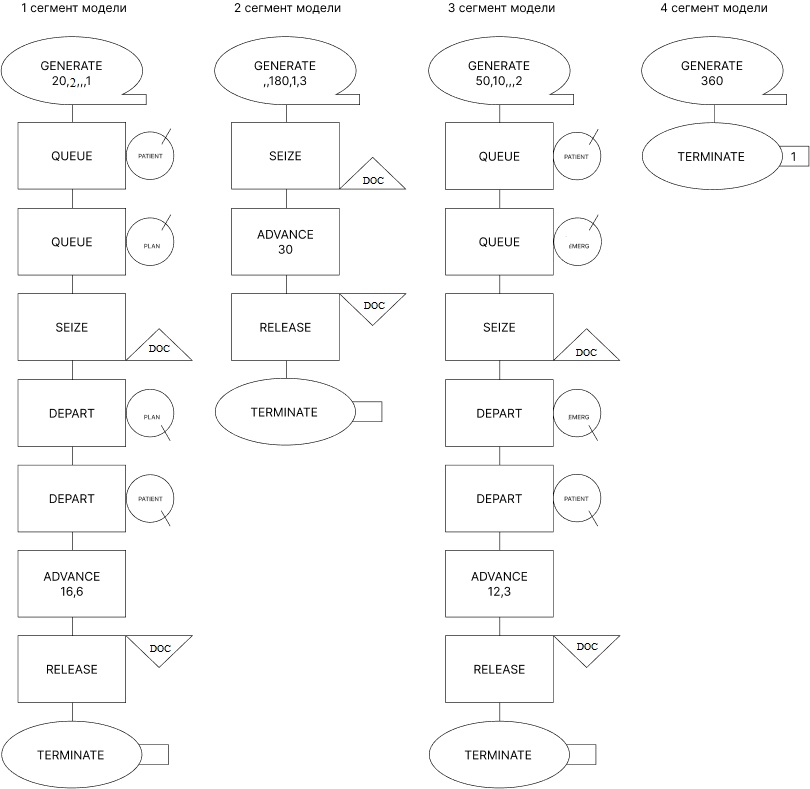 1 сегмент модели
GENERATE
20,2,,,1
QUEUE
PATIENT
QUEUE
PLAN
SEIZE
DOC
DEPART
PLAN
DEPART
PATIENT
ADVANCE
16,6
RELEASE
DOC
TERMINATE
2 сегмент модели
GENERATE
,,180,1,3
SEIZE
DOC
ADVANCE
30
RELEASE
DOC
TERMINATE
3 сегмент модели
GENERATE
50,10,,,2
QUEUE
PATIENT
QUEUE
EMERG
SEIZE
DOC
DEPART
EMERG
DEPART
PATIENT
ADVANCE
12,3
RELEASE
DOC
TERMINATE
4 сегмент модели
GENERATE
360
TERMINATE
1